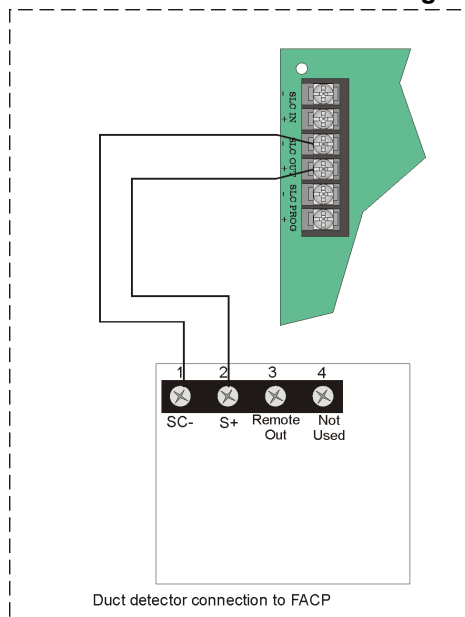 g
- SLC IN +
- SLC OUT +
- SLC PROG +
1 2 3 4
SC- S+ Remote Out Not Used
Duct detector connection to FACP